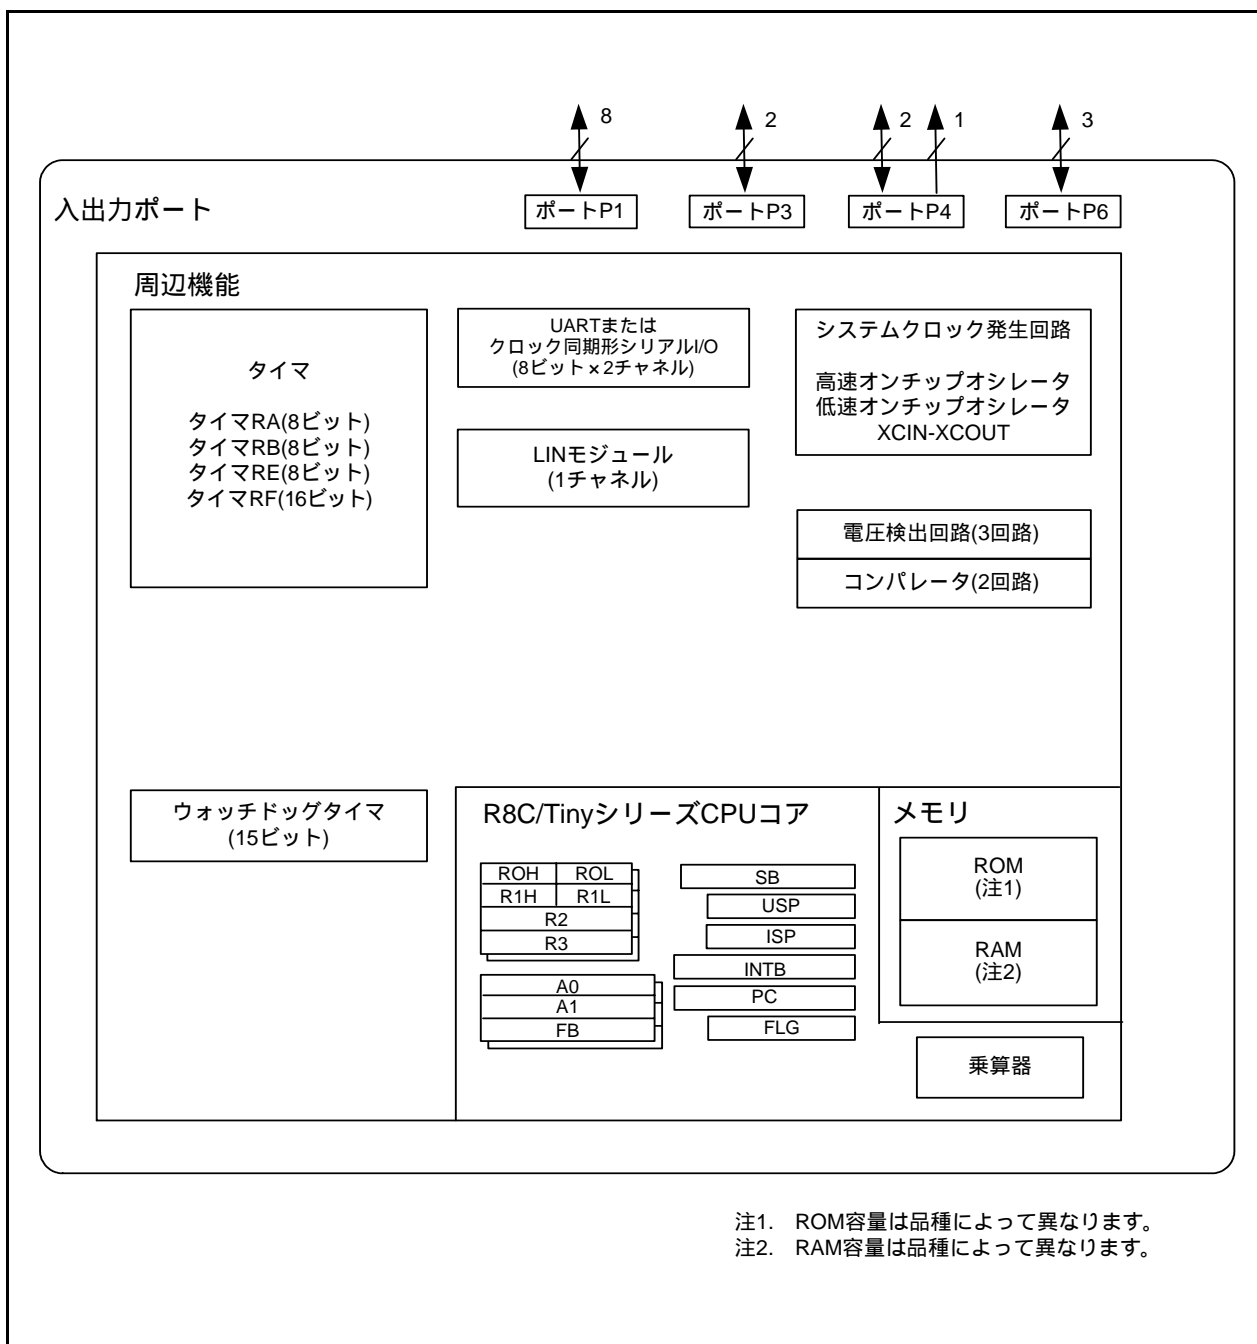 8
2
2
1
3
入出力ポート
ポートP1
ポートP3
ポートP4
ポートP6
周辺機能
タイマ
タイマRA(8ビット)
タイマRB(8ビット)
タイマRE(8ビット)
タイマRF(16ビット)
UARTまたは
クロック同期形シリアルI/O
(8ビット×2チャネル)
LINモジュール
(1チャネル)
システムクロック発生回路
高速オンチップオシレータ
低速オンチップオシレータ
XCIN-XCOUT
電圧検出回路(3回路)
コンパレータ(2回路)
ウォッチドッグタイマ
(15ビット)
R8C/TinyシリーズCPUコア
ROH ROL
R1H R1L
R2
R3
A0
A1
FB
SB
USP
ISP
INTB
PC
FLG
メモリ
ROM
(注1)
RAM
(注2)
乗算器
注1. ROM容量は品種によって異なります。
注2. RAM容量は品種によって異なります。